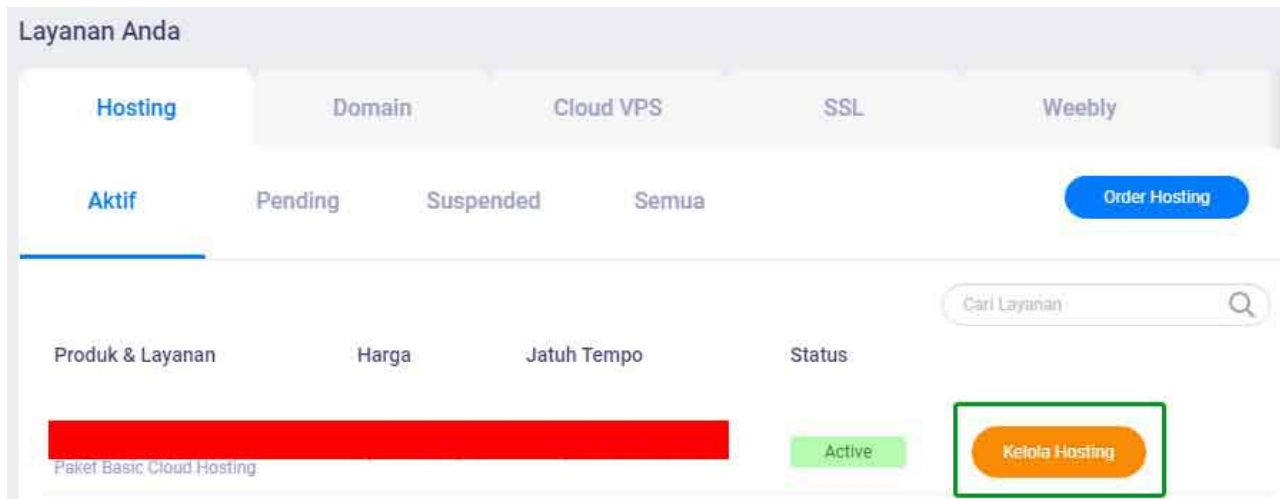 Layanan Anda
Hosting Domain Cloud VPS SSL Weebly
Aktif Pending Suspended Semua Order Hosting
Cari Layanan
Produk & Layanan Harga Jatuh Tempo Status
Active Kelola Hosting
Paket Basic Cloud Hosting